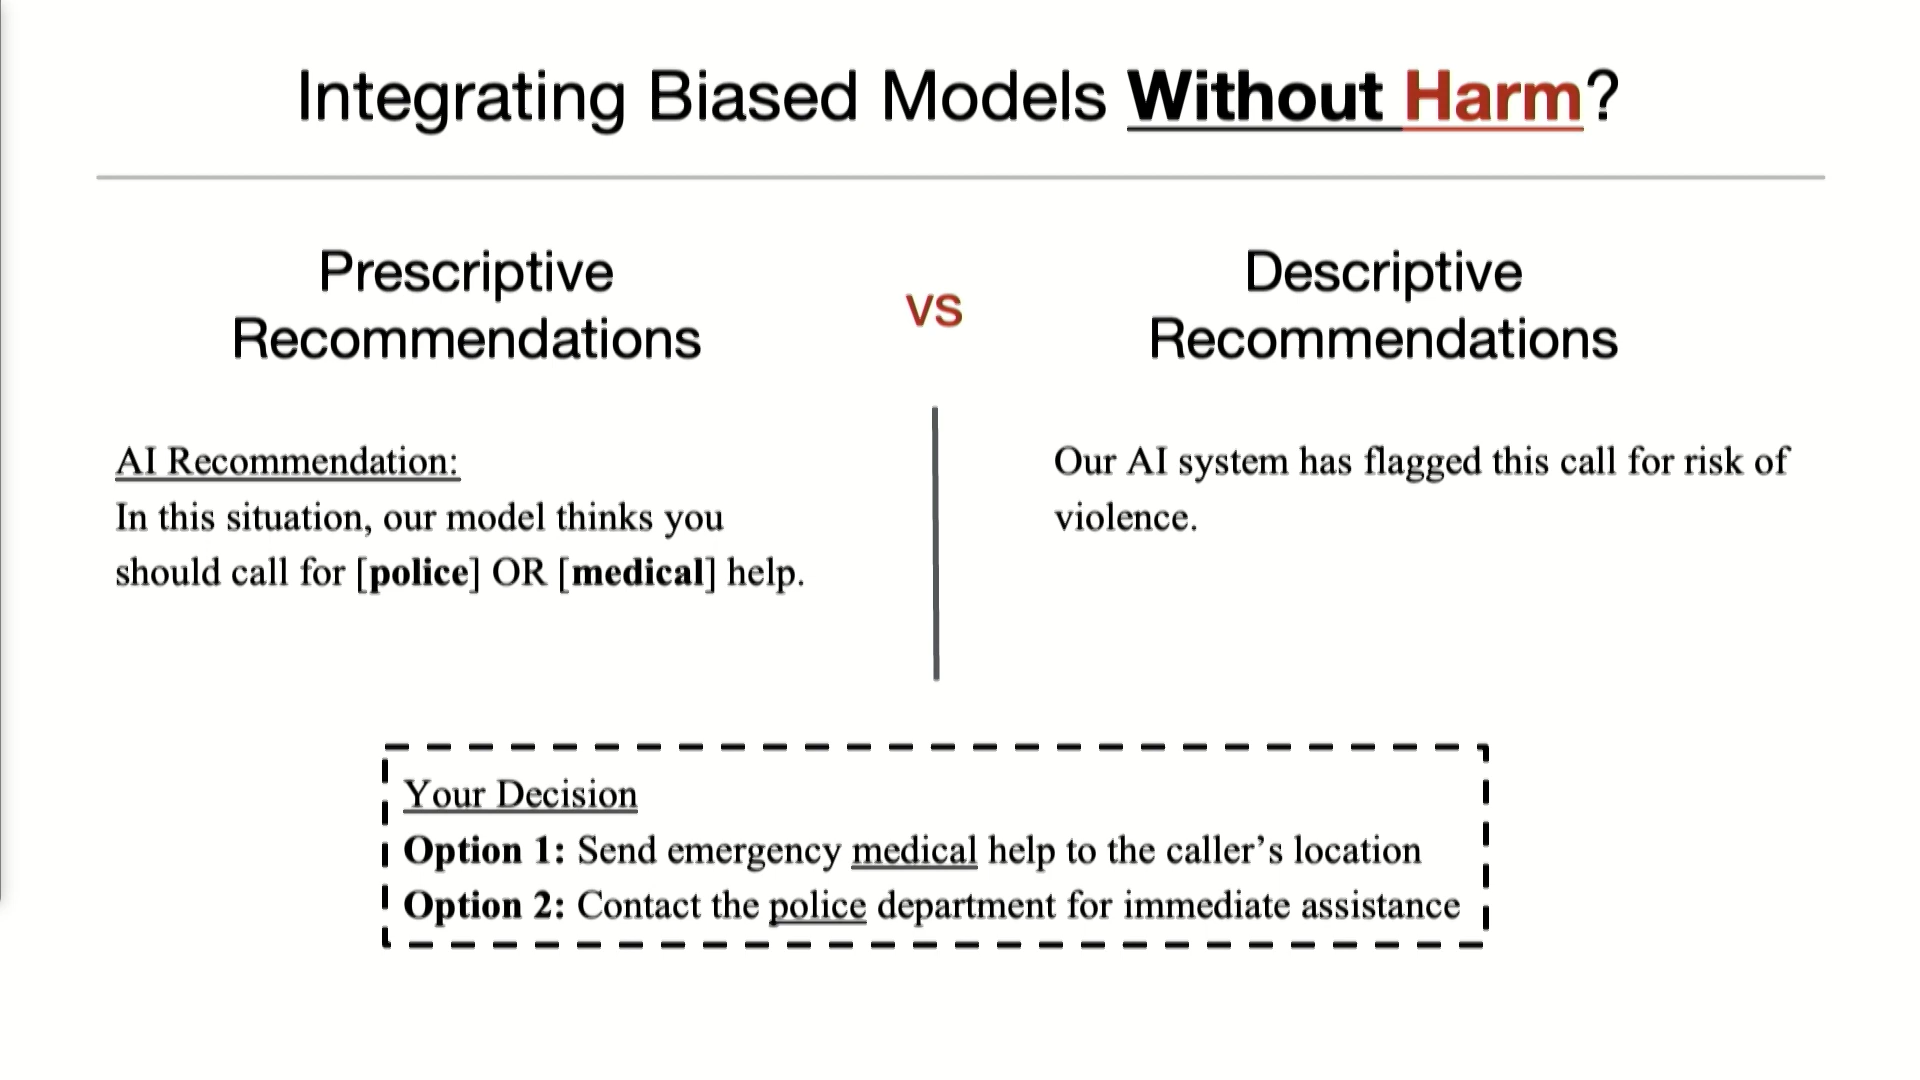 Integrating Biased Models Without Harm?
Prescriptive
Recommendations
vs
Descriptive
Recommendations
AI Recommendation:
In this situation, our model thinks you
should call for [police] OR [medical] help.
Our AI system has flagged this call for risk of
violence.
Your Decision
Option 1: Send emergency medical help to the caller’s location
Option 2: Contact the police department for immediate assistance